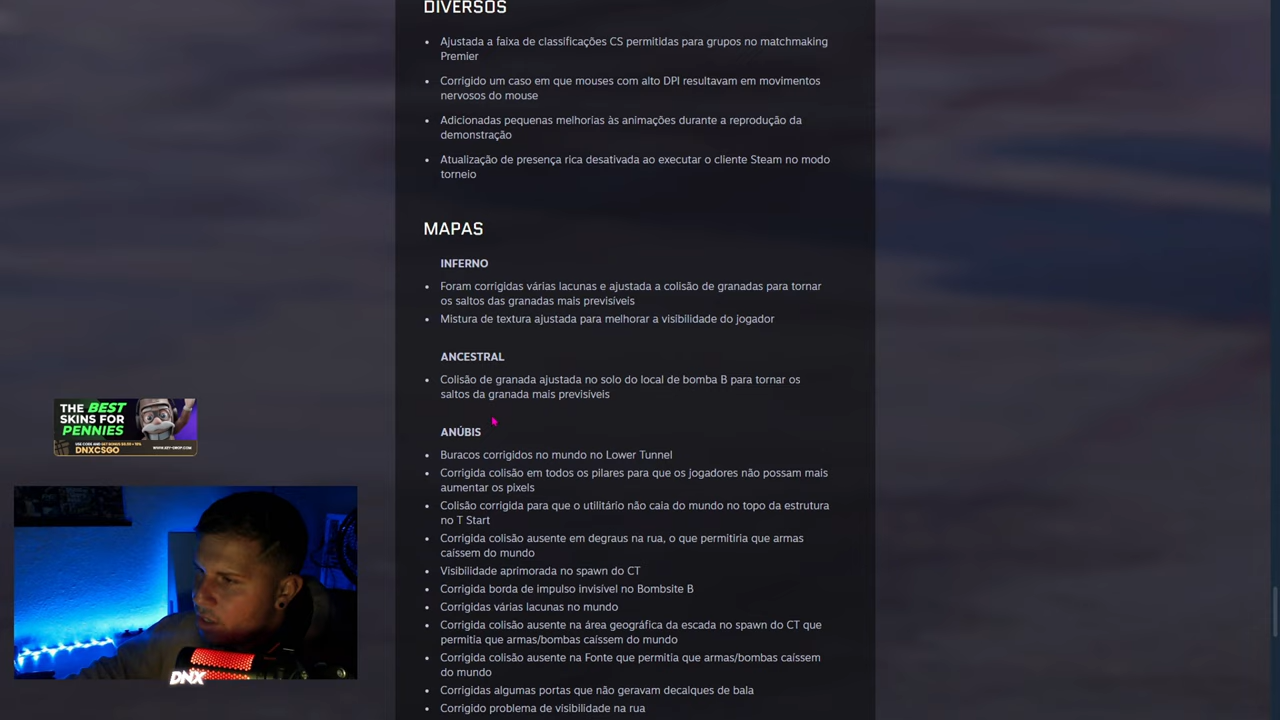 DIVERSOS
Ajustada a faixa de classificações CS permitidas para grupos no matchmaking
Premier
Corrigido um caso em que mouses com alto DPI resultavam em movimentos
nervosos do mouse
Adicionadas pequenas melhorias às animações durante a reprodução da
demonstração
Atualização de presença rica desativada ao executar o cliente Steam no modo
torneio
MAPAS
INFERNO
Foram corrigidas várias lacunas e ajustada a colisão de granadas para tornar
os saltos das granadas mais previsíveis
Mistura de textura ajustada para melhorar a visibilidade do jogador
ANCESTRAL
Colisão de granada ajustada no solo do local de bomba B para tornar os
saltos da granada mais previsíveis
ANÚBIS
Buracos corrigidos no mundo no Lower Tunnel
Corrigida colisão em todos os pilares para que os jogadores não possam mais
aumentar os pixels
Colisão corrigida para que o utilitário não caia do mundo no topo da estrutura
no T Start
Corrigida colisão ausente em degraus na rua, o que permitiria que armas
caíssem do mundo
Visibilidade aprimorada no spawn do CT
Corrigida borda de impulso invisível no Bombsite B
Corrigidas várias lacunas no mundo
Corrigida colisão ausente na área geográfica da escada no spawn do CT que
permitia que armas/bombas caíssem do mundo
Corrigida colisão ausente na Fonte que permitia que armas/bombas caíssem
do mundo
Corrigidas algumas portas que não geravam decalques de bala
Corrigido problema de visibilidade na rua
THE BEST
SKINS FOR
PENNIES
DNXCSGO
DNX